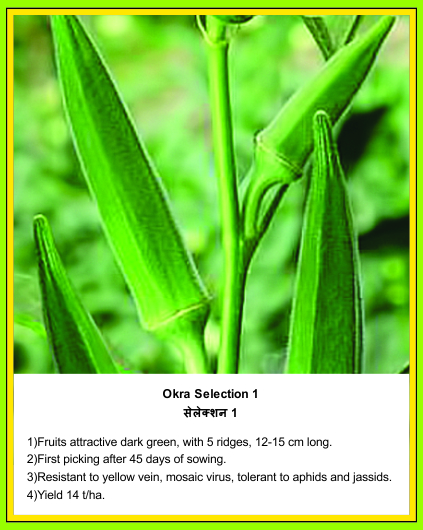 Okra Selection 1
सेलेक्शन 1
1)Fruits attractive dark green, with 5 ridges, 12-15 cm long.
2)First picking after 45 days of sowing.
3)Resistant to yellow vein, mosaic virus, tolerant to aphids and jassids.
4)Yield 14 t/ha.